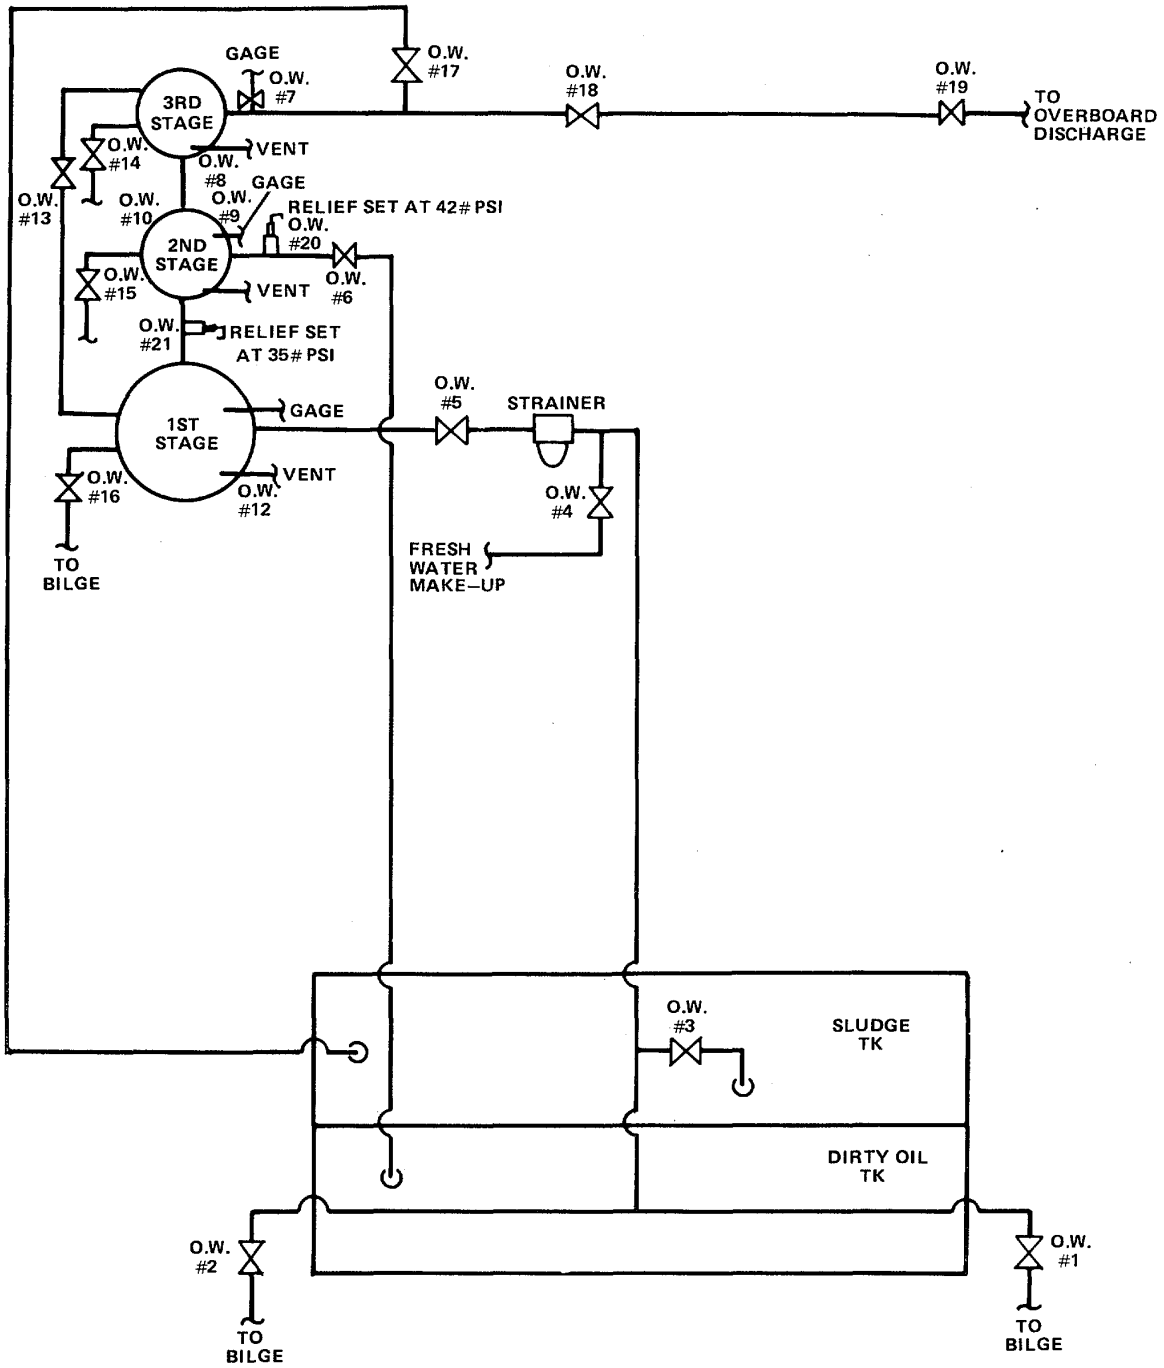 GAGE
O.W.
#7
O.W.
#17
O.W.
#18
O.W.
#19
TO
OVERBOARD
DISCHARGE
3RD
STAGE
O.W.
#14
VENT
O.W.
#8
O.W.
#13
O.W.
#10
O.W.
#9
GAGE
RELIEF SET AT 42# PSI
O.W.
#20
2ND
STAGE
O.W.
#6
O.W.
#15
VENT
O.W.
#21
RELIEF SET
AT 35# PSI
O.W.
#5
STRAINER
GAGE
1ST
STAGE
VENT
O.W.
#16
O.W.
#12
O.W.
#4
TO
BILGE
FRESH
WATER
MAKE-UP
O.W.
#3
SLUDGE
TK
DIRTY OIL
TK
O.W.
#2
O.W.
#1
TO
BILGE
TO
BILGE